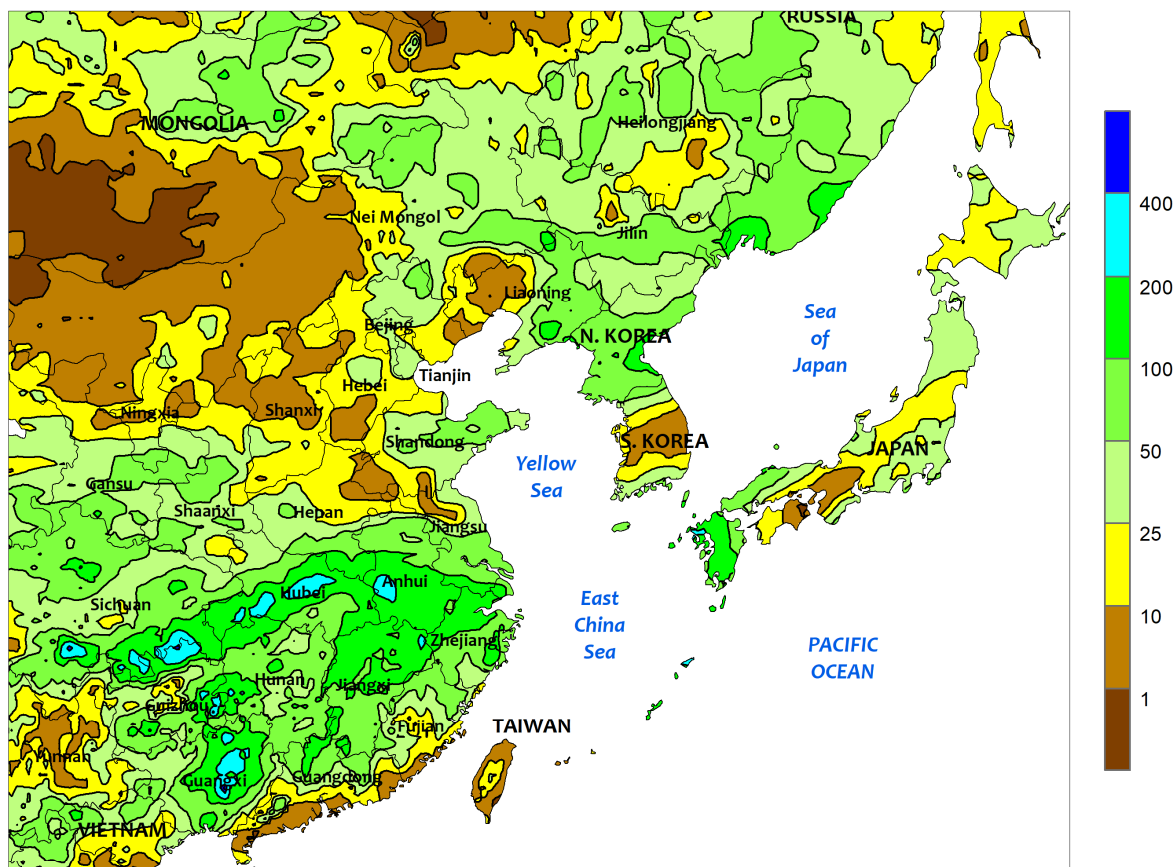 RUSSIA
MONGOLIA
Heilongjiang
Nei Mongol
Jilin
Liaoning
Bejing
N. KOREA
Sea
of
Japan
Tianjin
Hebei
Ningxia
Shanxi
Shandong
S. KOREA
JAPAN
Yellow
Sea
Gansu
Shaanxi
Henan
Jiangsu
Hubei
Anhui
Sichuan
East
China
Sea
Zhejiang
PACIFIC
OCEAN
Hunan
Jiangxi
Guizhou
Fujian
TAIWAN
Yunnan
Guangxi
Guangdong
VIETNAM
400
200
100
50
25
10
1